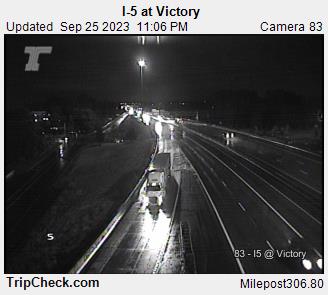 I-5 at Victory
Updated Sep 25 2023 11:06 PM Camera 83
T
S
83 - I5 @ Victory
TripCheck.com Milepost306.80